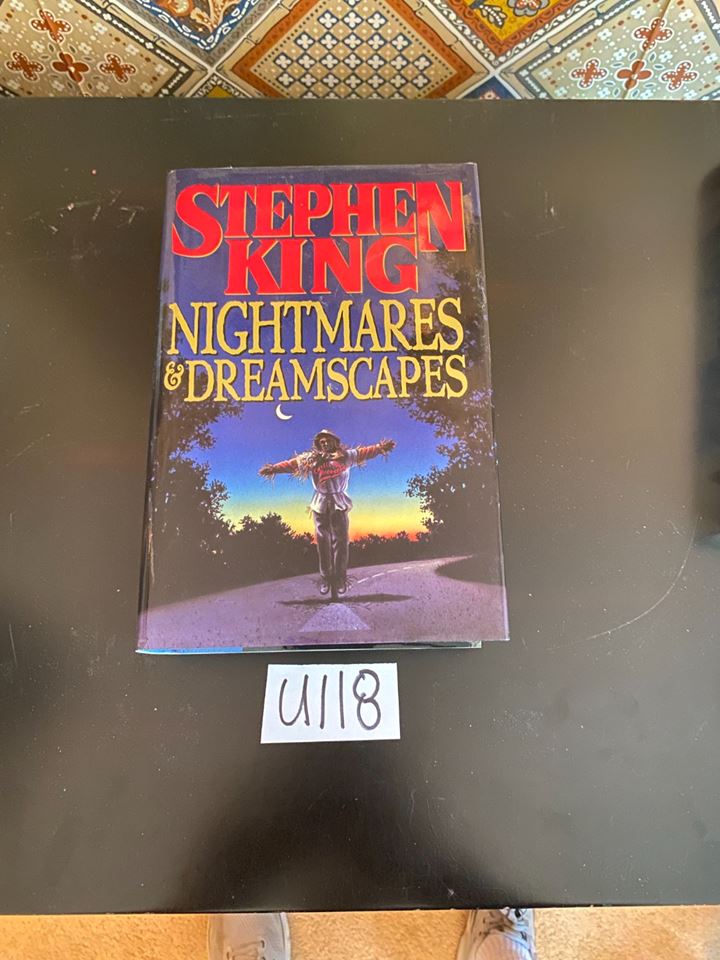 STEPHEN
KING
NIGHTMARES
& DREAMSCAPES
U118